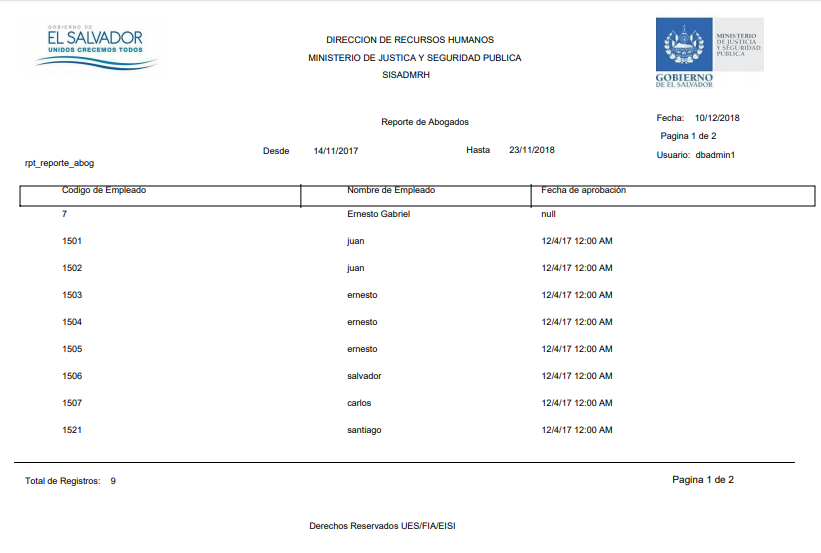 GOBIERNO DE
EL SALVADOR
UNIDOS CRECEMOS TODOS
DIRECCION DE RECURSOS HUMANOS
MINISTERIO DE JUSTICA Y SEGURIDAD PUBLICA
SISADMRH
MINISTERIO
DE JUSTICIA
Y SEGURIDAD
PÚBLICA
GOBIERNO
DE EL SALVADOR
Reporte de Abogados
Fecha: 10/12/2018
Pagina 1 de 2
Usuario: dbadmin1
Desde 14/11/2017 Hasta 23/11/2018
rpt_reporte_abog
Codigo de Empleado Nombre de Empleado Fecha de aprobación
7 Ernesto Gabriel null
1501 juan 12/4/17 12:00 AM
1502 juan 12/4/17 12:00 AM
1503 ernesto 12/4/17 12:00 AM
1504 ernesto 12/4/17 12:00 AM
1505 ernesto 12/4/17 12:00 AM
1506 salvador 12/4/17 12:00 AM
1507 carlos 12/4/17 12:00 AM
1521 santiago 12/4/17 12:00 AM
Total de Registros: 9 Pagina 1 de 2
Derechos Reservados UES/FIA/EISI